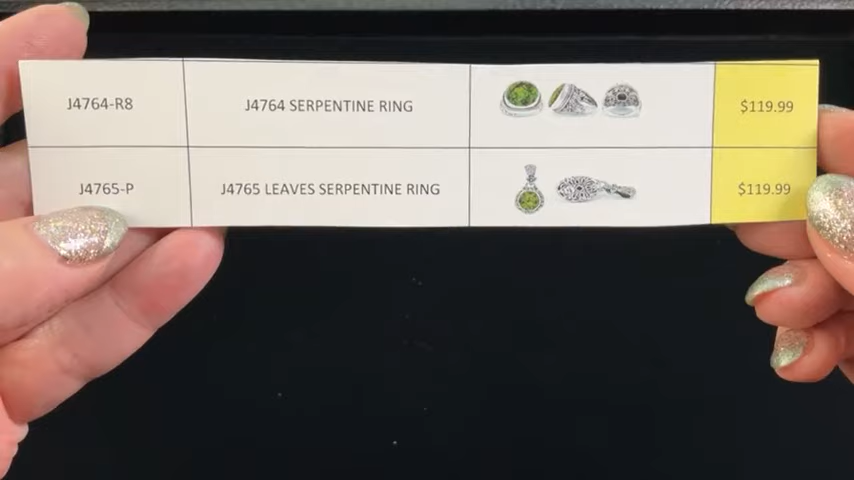 J4764-R8 J4764 SERPENTINE RING $119.99
J4765-P J4765 LEAVES SERPENTINE RING $119.99